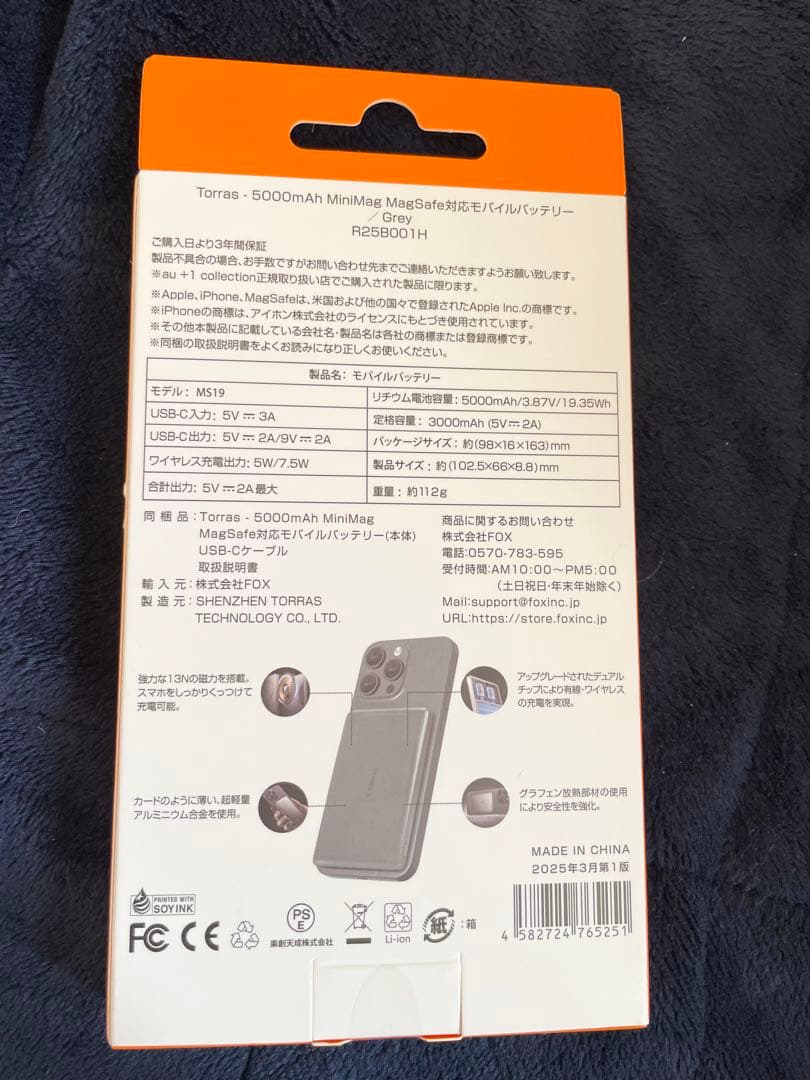 Torras - 5000mAh MiniMag MagSafe対応モバイルバッテリー
／Grey
R25B001H
ご購入日より3年間保証
製品不具合の場合、お手数ですがお問い合わせ先までご連絡いただきますようお願い致します。
※au +1 collection正規取り扱い店でご購入された製品に限ります。
※Apple、iPhone、MagSafeは、米国および他の国々で登録されたApple Inc.の商標です。
※iPhoneの商標は、アイホン株式会社のライセンスにもとづき使用されています。
※その他本製品に記載している会社名・製品名は各社の商標または登録商標です。
※同梱の取扱説明書をよくお読みになり正しくお使いください。
製品名：モバイルバッテリー
モデル：MS19
リチウム電池容量：5000mAh/3.87V/19.35Wh
USB-C入力：5V⎓3A
定格容量：3000mAh (5V⎓2A)
USB-C出力：5V⎓2A/9V⎓2A
パッケージサイズ：約(98×16×163)mm
ワイヤレス充電出力：5W/7.5W
製品サイズ：約(102.5×66×8.8)mm
合計出力：5V⎓2A最大
重量：約112g
同梱品：Torras - 5000mAh MiniMag
MagSafe対応モバイルバッテリー(本体)
USB-Cケーブル
取扱説明書
輸入元：株式会社FOX
製造元：SHENZHEN TORRAS
TECHNOLOGY CO., LTD.
商品に関するお問い合わせ
株式会社FOX
電話:0570-783-595
受付時間:AM10:00～PM5:00
（土日祝日・年末年始除く）
Mail:support@foxinc.jp
URL:https://store.foxinc.jp
強力な13Nの磁力を搭載。
スマホをしっかりくっつけて
充電可能。
アップグレードされたデュアル
チップにより有線・ワイヤレス
の充電を実現。
カードのように薄い、超軽量
アルミニウム合金を使用。
グラフェン放熱部材の使用
により安全性を強化。
MADE IN CHINA
2025年3月第1版
PRINTED WITH
SOY INK
FC CE
PS
E
楽創天成株式会社
Li-ion
紙：箱
4 582724 765251